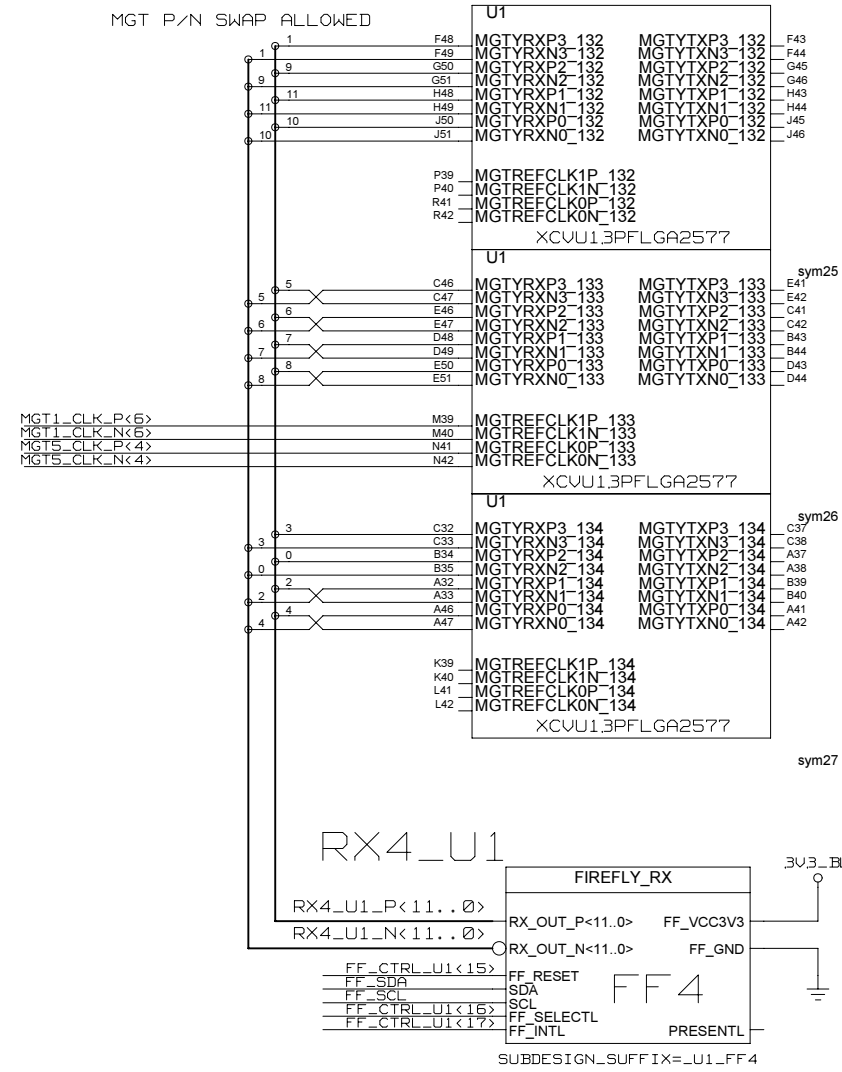 MGT P/N SWAP ALLOWED
U1
1 F48 MGTYRXP3_132 MGTYTXP3_132 F43
1 F49 MGTYRXN3_132 MGTYTXN3_132 F44
9 G50 MGTYRXP2_132 MGTYTXP2_132 G45
9 G51 MGTYRXN2_132 MGTYTXN2_132 G46
11 H48 MGTYRXP1_132 MGTYTXP1_132 H43
11 H49 MGTYRXN1_132 MGTYTXN1_132 H44
10 J50 MGTYRXP0_132 MGTYTXP0_132 J45
10 J51 MGTYRXN0_132 MGTYTXN0_132 J46
P39 MGTREFCLK1P_132
P40 MGTREFCLK1N_132
R41 MGTREFCLK0P_132
R42 MGTREFCLK0N_132
XCVU13PFLGA2577
U1
sym25
5 C46 MGTYRXP3_133 MGTYTXP3_133 E41
5 C47 MGTYRXN3_133 MGTYTXN3_133 E42
6 E46 MGTYRXP2_133 MGTYTXP2_133 C41
6 E47 MGTYRXN2_133 MGTYTXN2_133 C42
7 D48 MGTYRXP1_133 MGTYTXP1_133 B43
7 D49 MGTYRXN1_133 MGTYTXN1_133 B44
8 E50 MGTYRXP0_133 MGTYTXP0_133 D43
8 E51 MGTYRXN0_133 MGTYTXN0_133 D44
MGT1_CLK_P<6> M39 MGTREFCLK1P_133
MGT1_CLK_N<6> M40 MGTREFCLK1N_133
MGT5_CLK_P<4> N41 MGTREFCLK0P_133
MGT5_CLK_N<4> N42 MGTREFCLK0N_133
XCVU13PFLGA2577
U1
sym26
3 C32 MGTYRXP3_134 MGTYTXP3_134 C37
3 C33 MGTYRXN3_134 MGTYTXN3_134 C38
0 B34 MGTYRXP2_134 MGTYTXP2_134 A37
0 B35 MGTYRXN2_134 MGTYTXN2_134 A38
2 A32 MGTYRXP1_134 MGTYTXP1_134 B39
2 A33 MGTYRXN1_134 MGTYTXN1_134 B40
4 A46 MGTYRXP0_134 MGTYTXP0_134 A41
4 A47 MGTYRXN0_134 MGTYTXN0_134 A42
K39 MGTREFCLK1P_134
K40 MGTREFCLK1N_134
L41 MGTREFCLK0P_134
L42 MGTREFCLK0N_134
XCVU13PFLGA2577
sym27
RX4_U1
FIREFLY_RX
RX4_U1_P<11..0> RX_OUT_P<11..0> FF_VCC3V3
RX4_U1_N<11..0> RX_OUT_N<11..0> FF_GND
FF_CTRL_U1<15> FF_RESET
FF_SDA SDA
FF_SCL SCL
FF_CTRL_U1<16> FF_SELECTL
FF_CTRL_U1<17> FF_INTL
FF4
PRESENTL
SUBDESIGN_SUFFIX=_U1_FF4